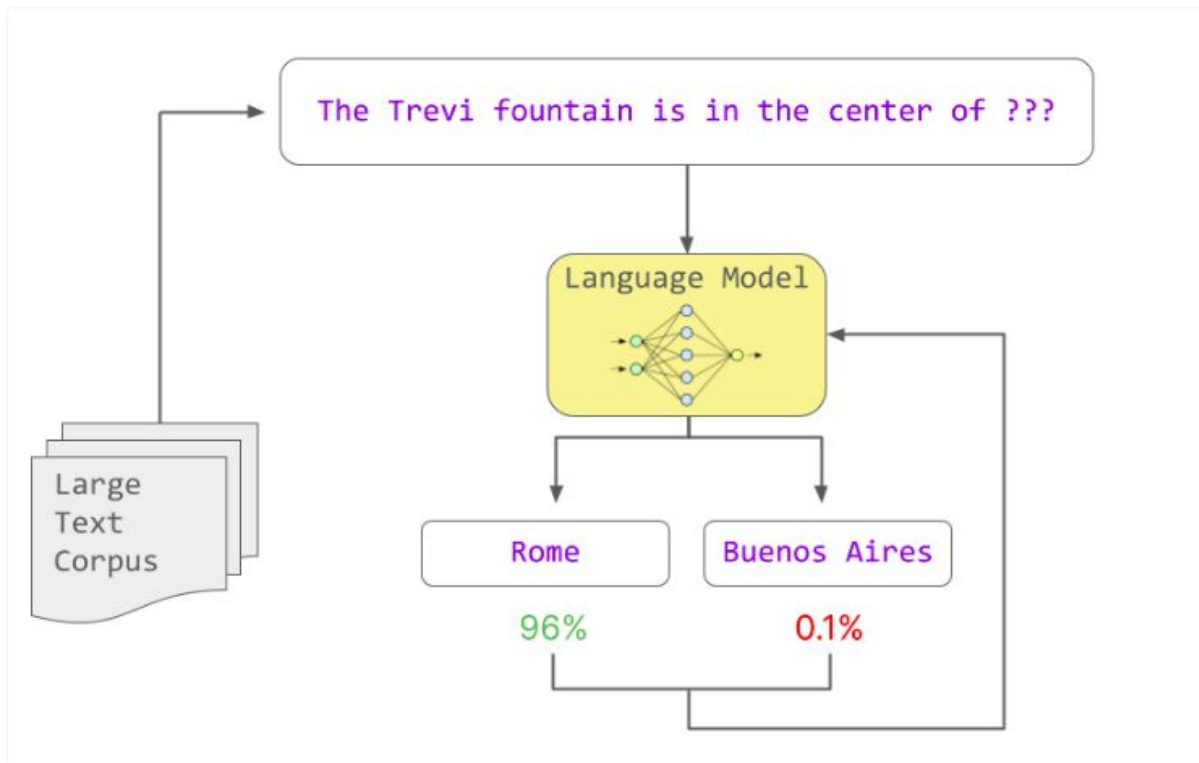 The Trevi fountain is in the center of ???
Language Model
Large
Text
Corpus
Rome
Buenos Aires
96%
0.1%